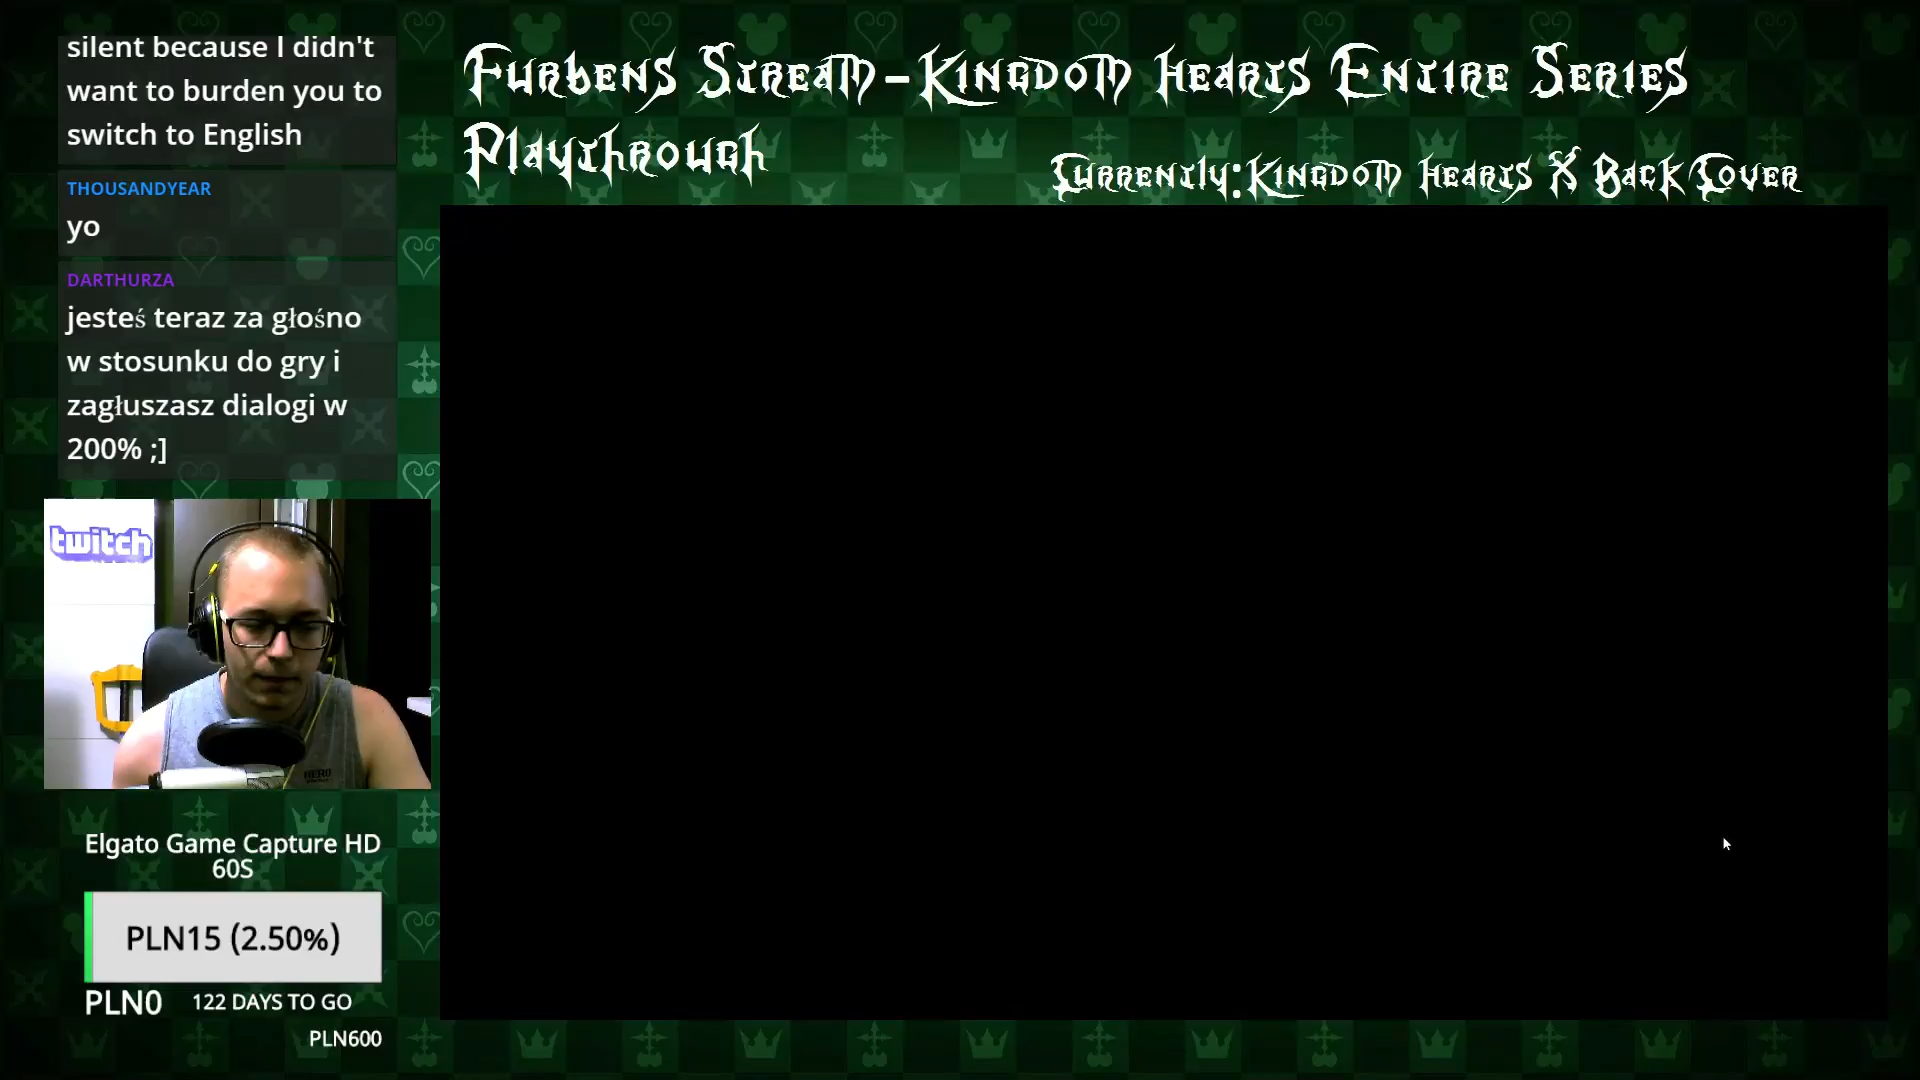 silent because I didn't
want to burden you to
switch to English
THOUSANDYEAR
yo
DARTHURZA
jesteś teraz za głośno
w stosunku do gry i
zagłuszasz dialogi w
200% ;]
Furbens Stream-Kingdom Hearts Entire Series
Playthrough
Currently:Kingdom Hearts X Back Cover
twitch
HERO
Elgato Game Capture HD
60S
PLN15 (2.50%)
PLN0 122 DAYS TO GO
PLN600